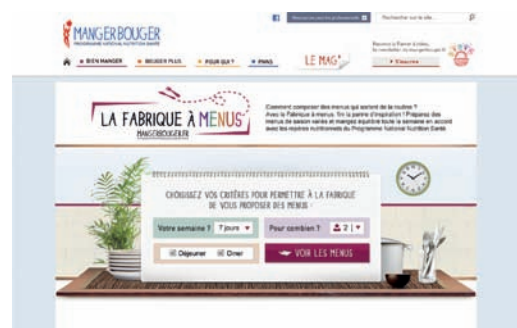 MANGERBOUGER
PROGRAMME NATIONAL NUTRITION SANTÉ
Rechercher sur le site...
BIEN MANGER
BOUGER PLUS
POUR QUI ?
PNNS
LE MAG'
S'inscrire
LA FABRIQUE À MENUS
MANGERBOUGER.FR
Comment composer des menus qui sortent de la routine ?
Avec la Fabrique à menus, fini la panne d'inspiration ! Préparez des
menus de saison variés et mangez équilibré toute la semaine en accord
avec les repères nutritionnels du Programme National Nutrition Santé
CHOISISSEZ VOS CRITÈRES POUR PERMETTRE À LA FABRIQUE
DE VOUS PROPOSER DES MENUS :
Votre semaine ? 7 jours
Pour combien ? 2
Déjeuner Dîner
VOIR LES MENUS